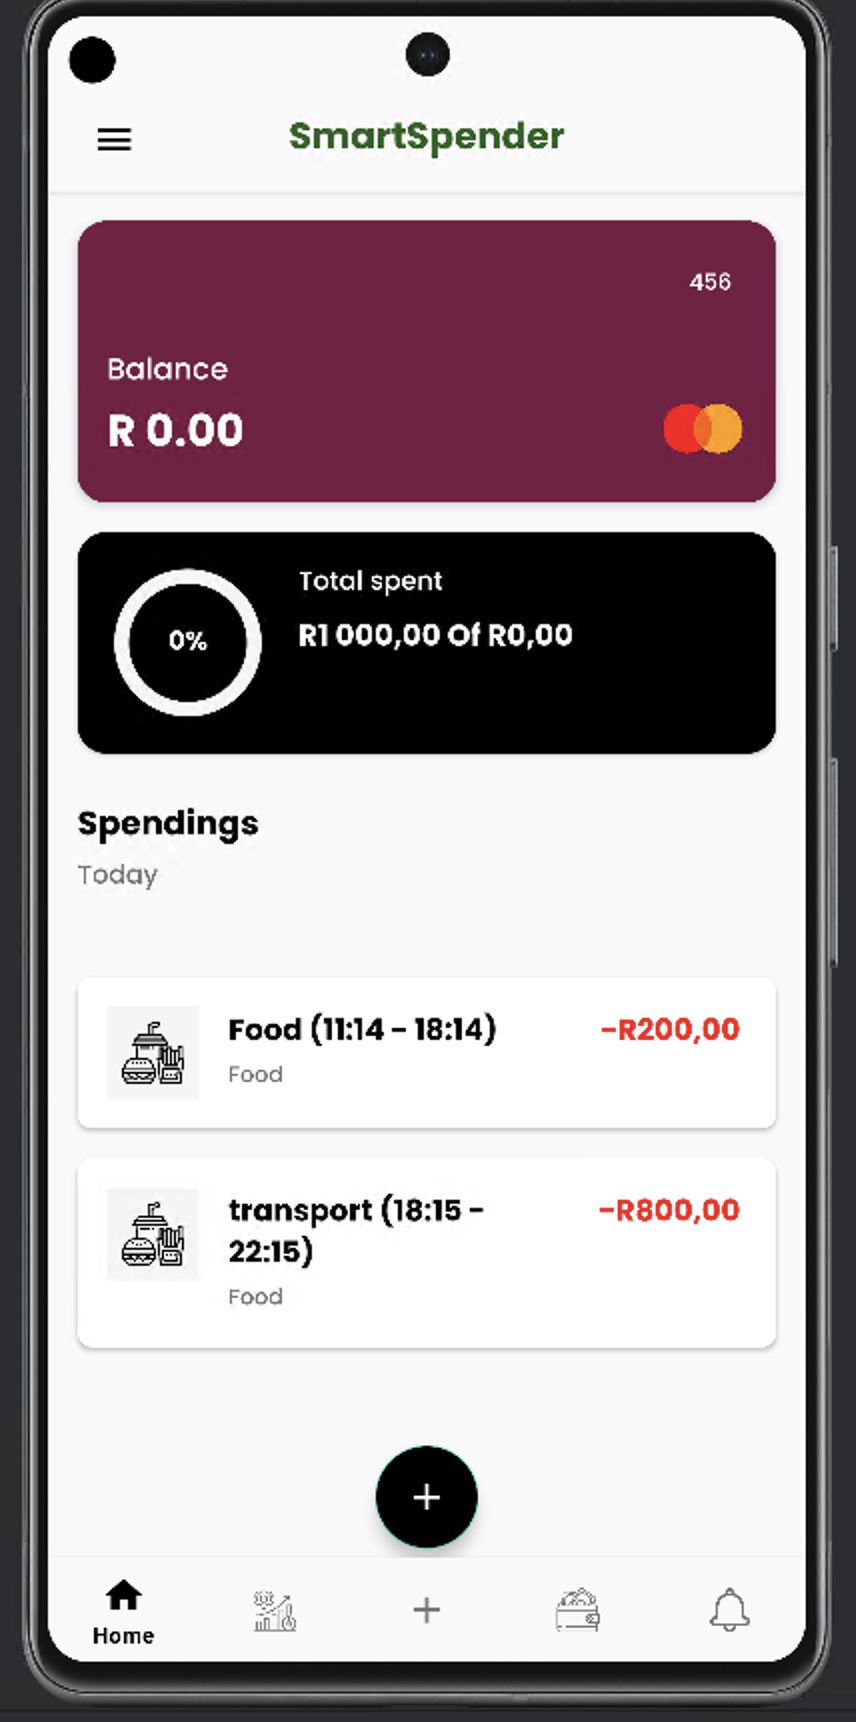 SmartSpender
456
Balance
R 0.00
Total spent
0%
R1 000,00 Of R0,00
Spendings
Today
Food (11:14 - 18:14)
-R200,00
Food
transport (18:15 -
22:15)
-R800,00
Food
+
Home
+